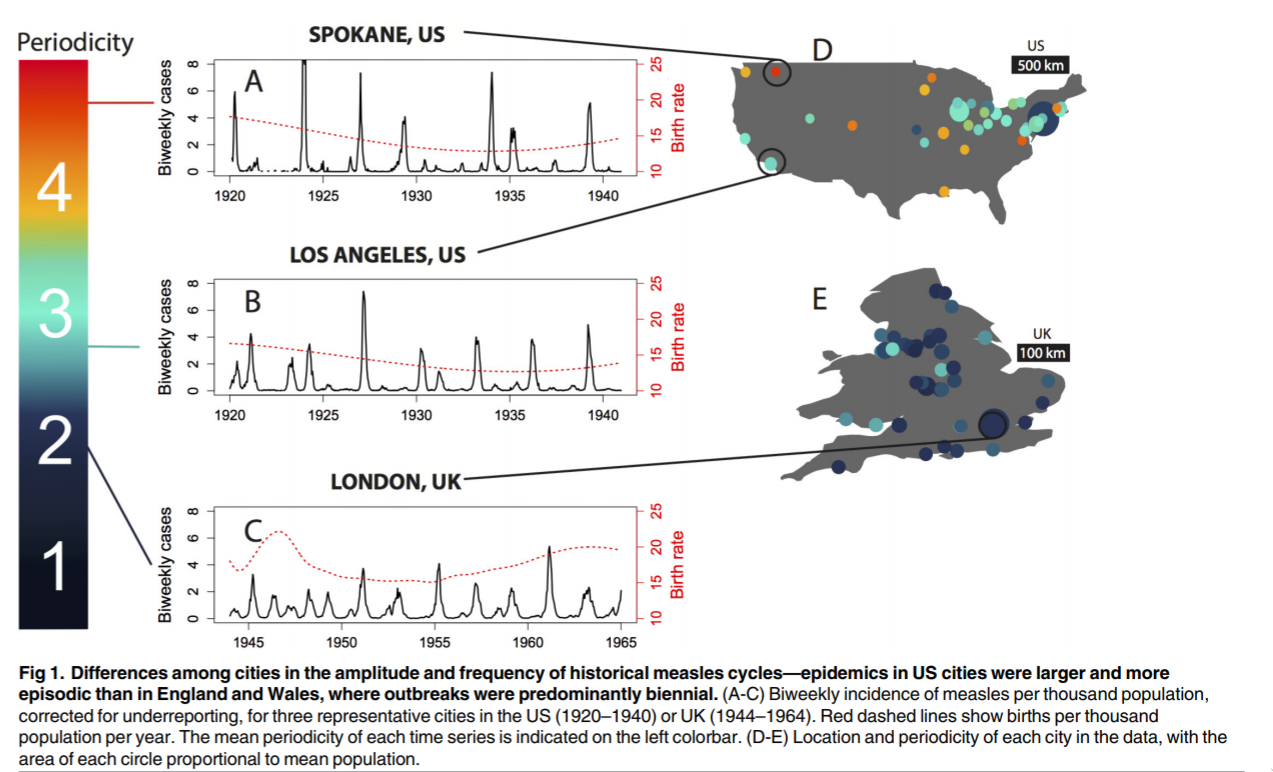 SPOKANE, US
Periodicity
4
3
2
1
A
Biweekly cases
8
6
4
2
0
1920
1925
1930
1935
1940
25
20
15
10
Birth rate
D
US
500 km
LOS ANGELES, US
B
Biweekly cases
8
6
4
2
0
1920
1925
1930
1935
1940
25
20
15
10
Birth rate
E
UK
100 km
LONDON, UK
C
Biweekly cases
8
6
4
2
0
1945
1950
1955
1960
1965
25
20
15
10
Birth rate
Fig 1. Differences among cities in the amplitude and frequency of historical measles cycles—epidemics in US cities were larger and more
episodic than in England and Wales, where outbreaks were predominantly biennial. (A-C) Biweekly incidence of measles per thousand population,
corrected for underreporting, for three representative cities in the US (1920–1940) or UK (1944–1964). Red dashed lines show births per thousand
population per year. The mean periodicity of each time series is indicated on the left colorbar. (D-E) Location and periodicity of each city in the data, with the
area of each circle proportional to mean population.